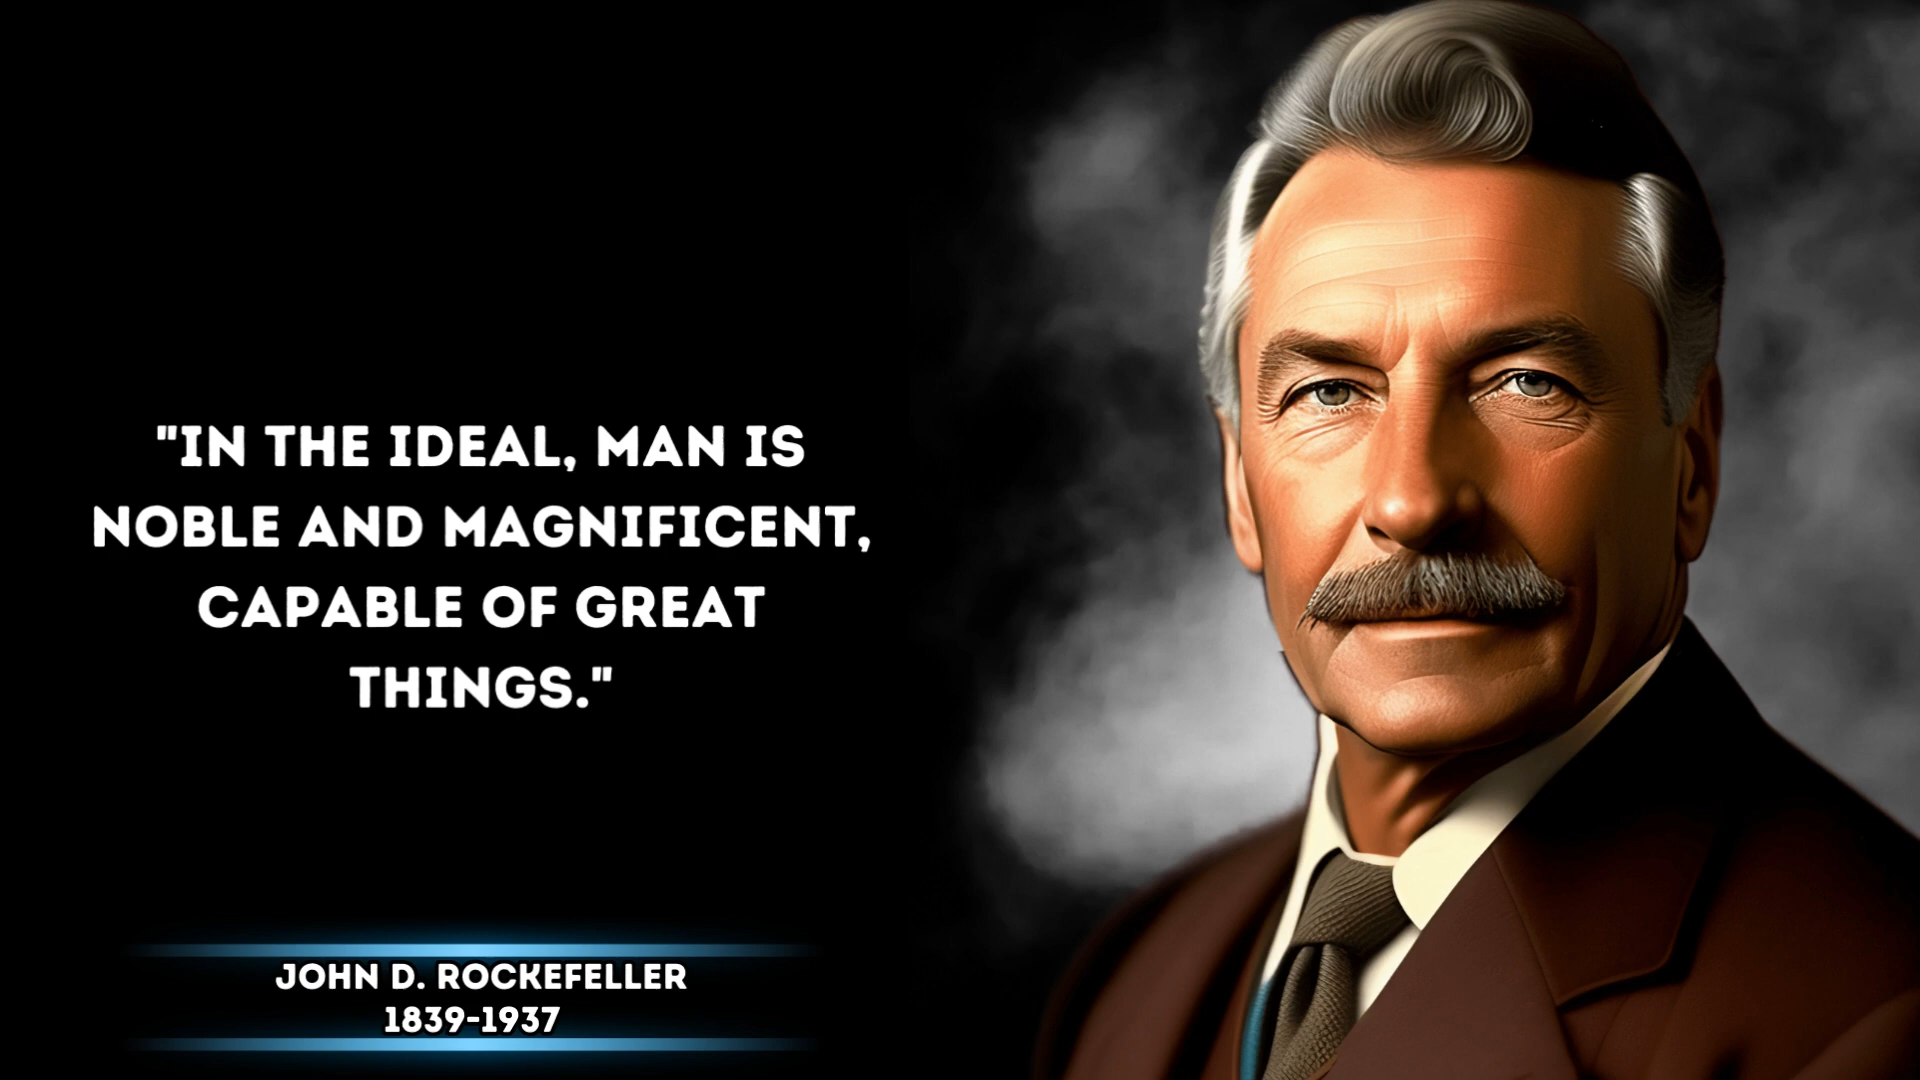 "IN THE IDEAL, MAN IS
NOBLE AND MAGNIFICENT,
CAPABLE OF GREAT
THINGS."
JOHN D. ROCKEFELLER
1839-1937